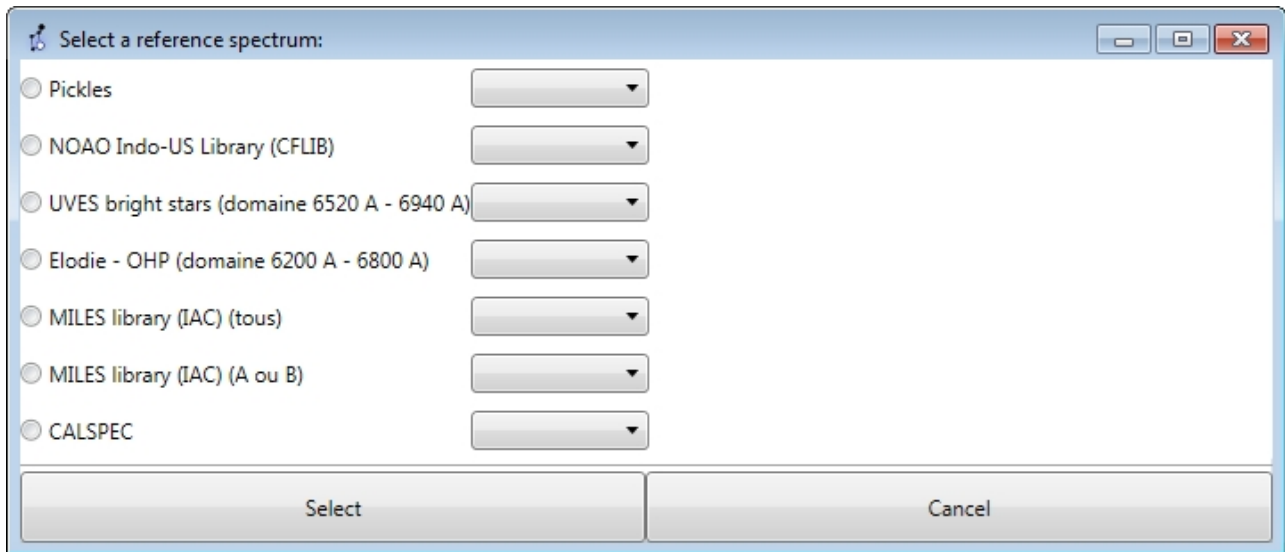 Select a reference spectrum:
Pickles
NOAO Indo-US Library (CFLIB)
UVES bright stars (domaine 6520 A - 6940 A)
Elodie - OHP (domaine 6200 A - 6800 A)
MILES library (IAC) (tous)
MILES library (IAC) (A ou B)
CALSPEC
Select Cancel